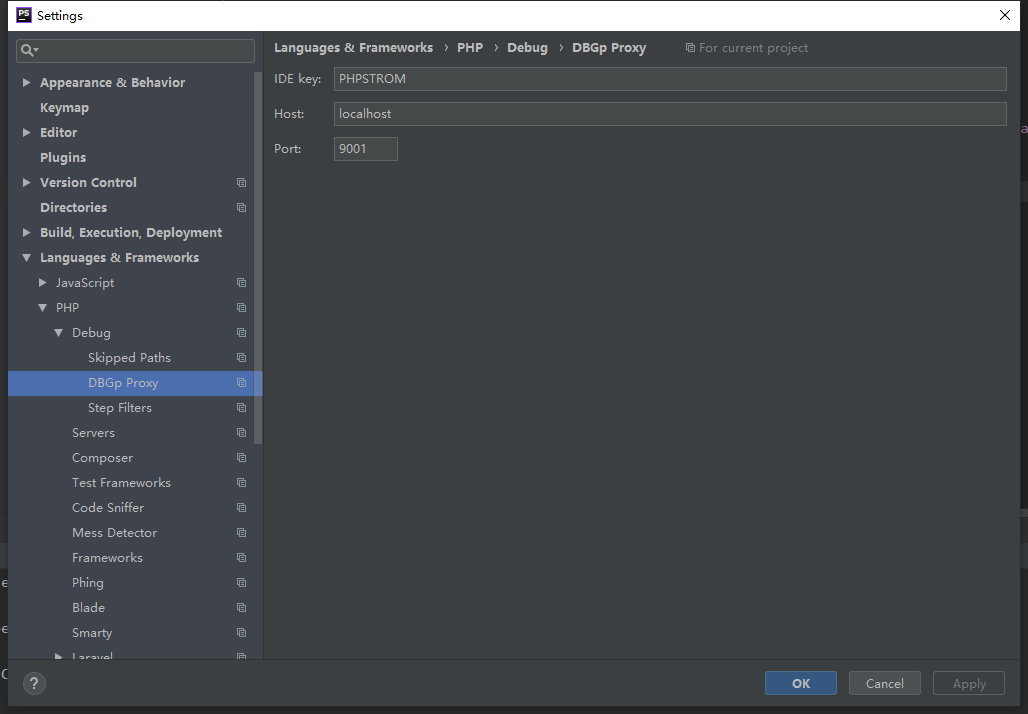 PS Settings
Languages & Frameworks › PHP › Debug › DBGp Proxy For current project
IDE key: PHPSTROM
Host: localhost
Port: 9001
Appearance & Behavior
Keymap
Editor
Plugins
Version Control
Directories
Build, Execution, Deployment
Languages & Frameworks
JavaScript
PHP
Debug
Skipped Paths
DBGp Proxy
Step Filters
Servers
Composer
Test Frameworks
Code Sniffer
Mess Detector
Frameworks
Phing
Blade
Smarty
Laravel
? OK Cancel Apply